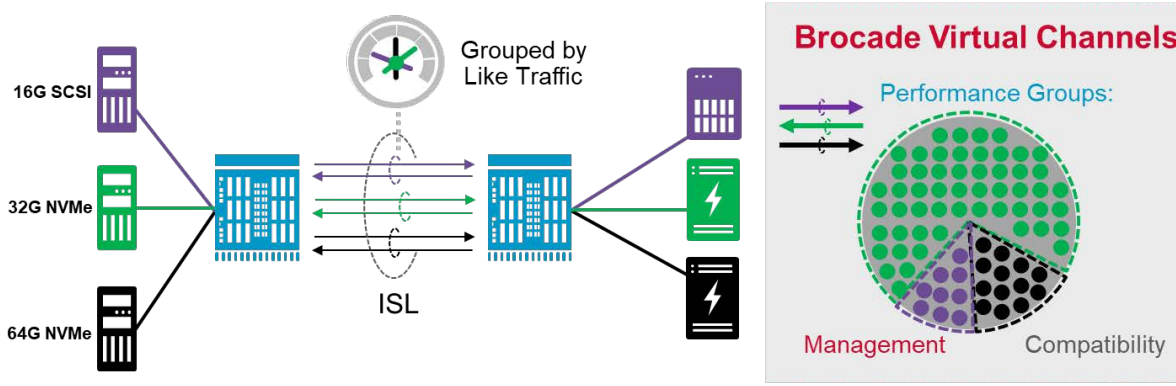 16G SCSI
32G NVMe
64G NVMe
Grouped by
Like Traffic
ISL
Brocade Virtual Channels
Performance Groups:
Management
Compatibility